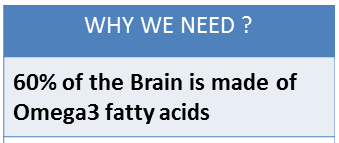 WHY WE NEED ?
60% of the Brain is made of
Omega3 fatty acids